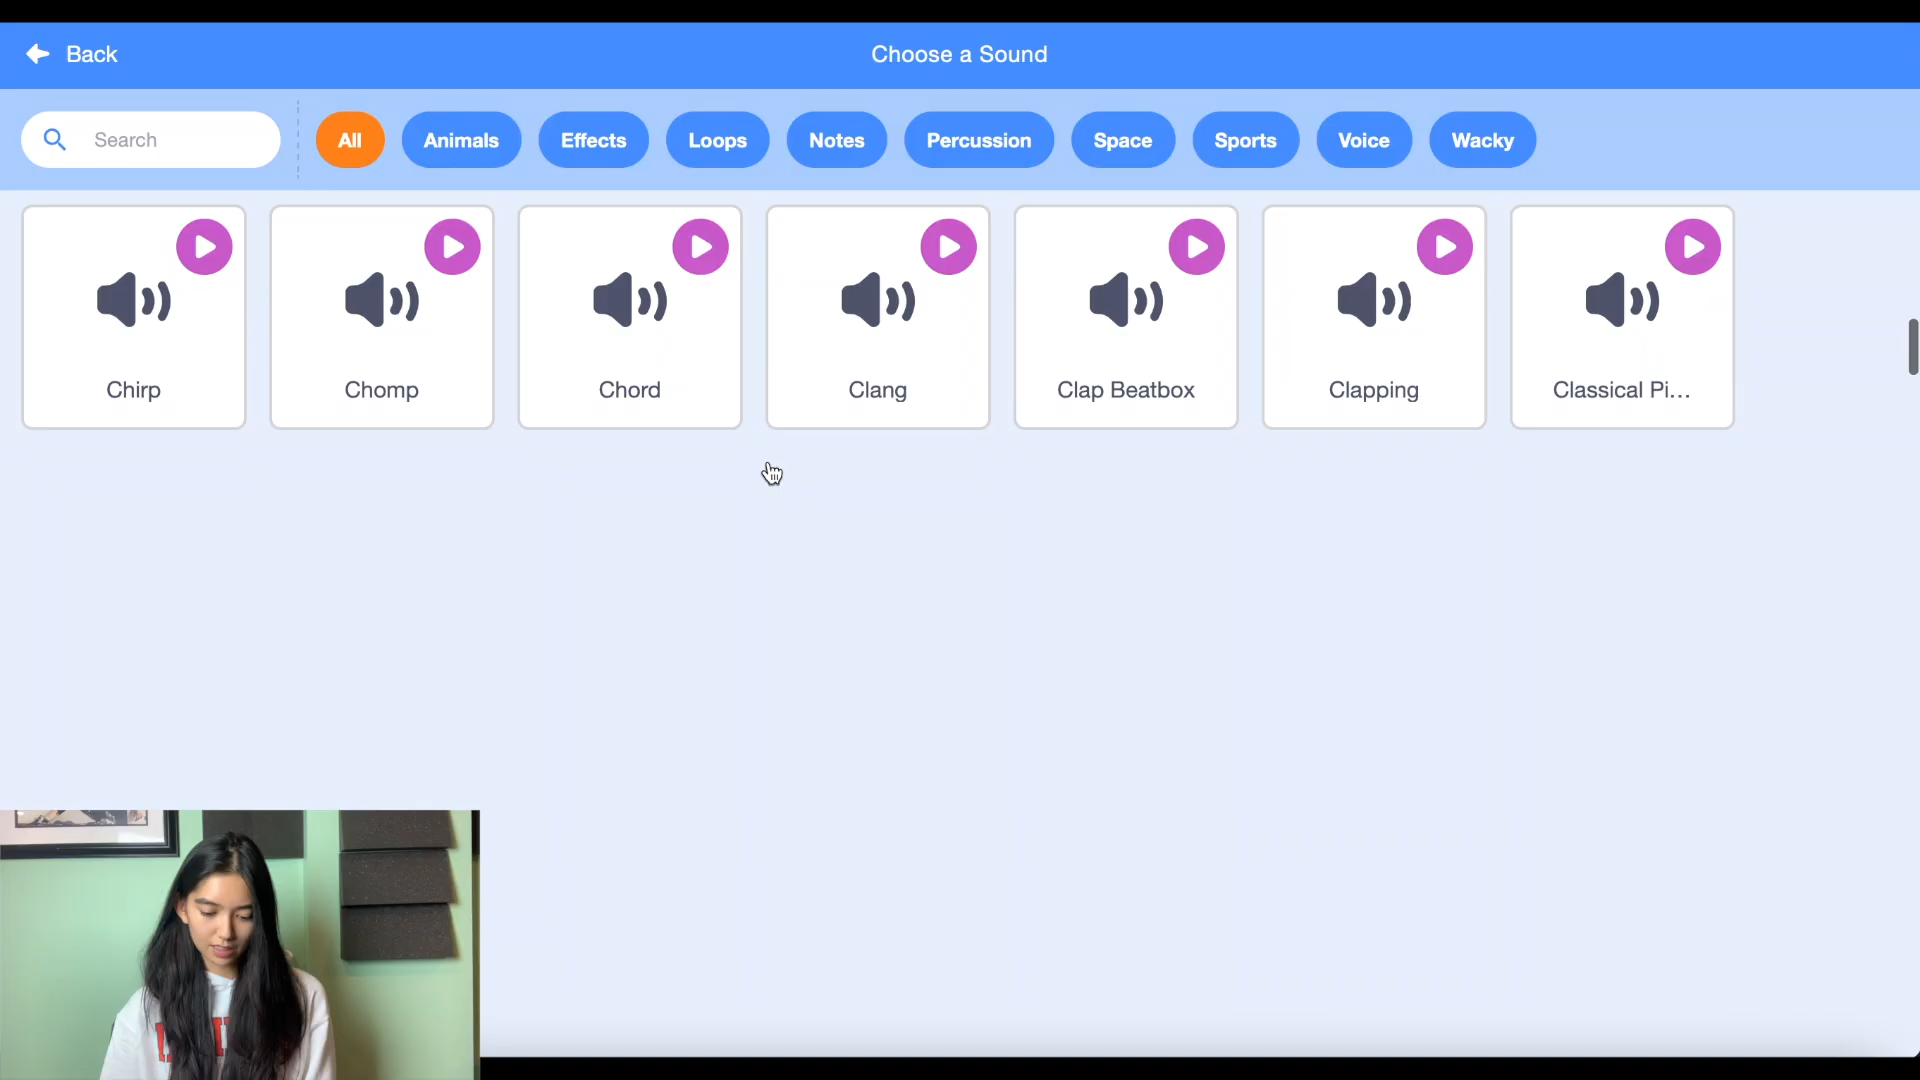 Back
Choose a Sound
Search
All
Animals
Effects
Loops
Notes
Percussion
Space
Sports
Voice
Wacky
Chirp
Chomp
Chord
Clang
Clap Beatbox
Clapping
Classical Pi...